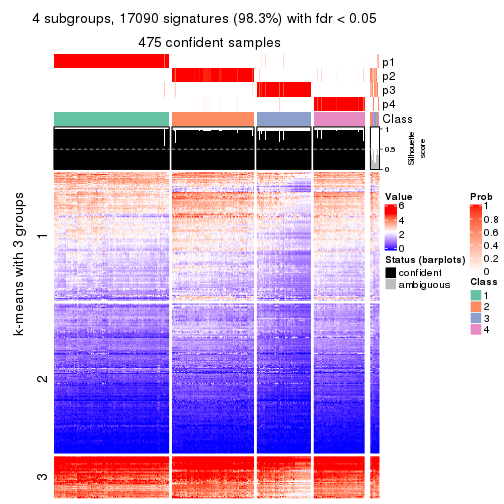 4 subgroups, 17090 signatures (98.3%) with fdr < 0.05
475 confident samples
p1
p2
p3
p4
Class
1
0.5
0
Silhouette
score
k-means with 3 groups
1
2
3
Value
6
4
2
0
Status (barplots)
confident
ambiguous
Prob
1
0.8
0.6
0.4
0.2
0
Class
1
2
3
4